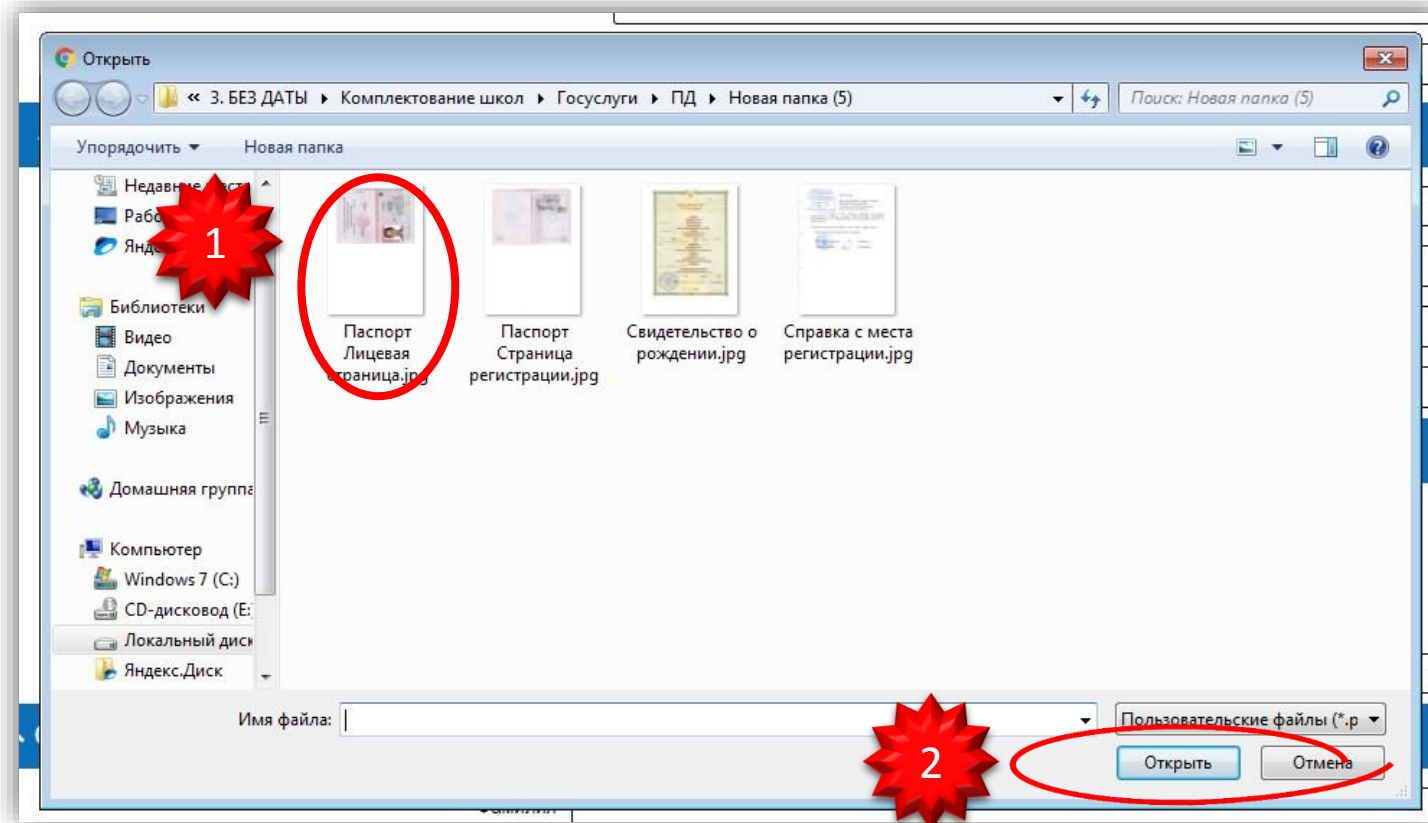 Открыть
« 3. БЕЗ ДАТЫ Комплектование школ Госуслуги ПД Новая папка (5)
Поиск: Новая папка (5)
Упорядочить Новая папка
Недавние
1
Библиотеки
Видео
Документы
Изображения
Музыка
Домашняя группа
Компьютер
Windows 7 (C:)
CD-дисковод (E:
Локальный диск
Яндекс.Диск
Паспорт
Лицевая
страница.jpg
Паспорт
Страница
регистрации.jpg
Свидетельство о
рождении.jpg
Справка с места
регистрации.jpg
Имя файла:
Пользовательские файлы (*.p
2
Открыть Отмена